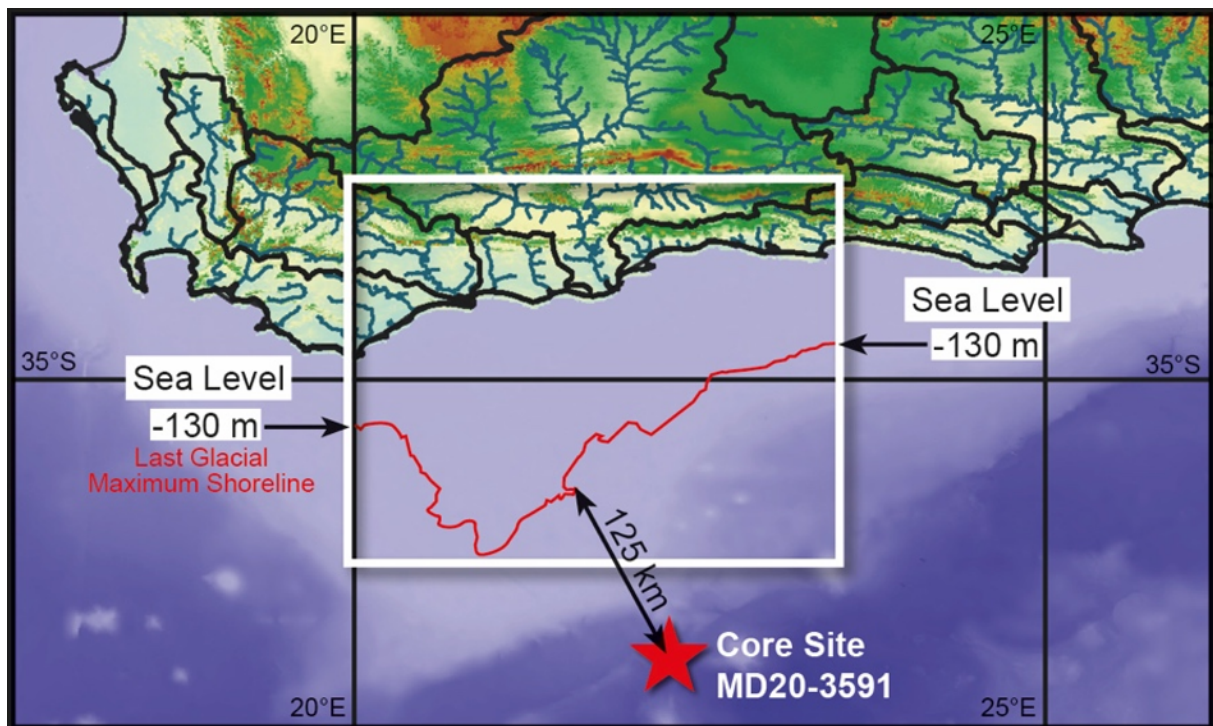 20°E
25°E
Sea Level
-130 m
35°S
35°S
Sea Level
-130 m
Last Glacial
Maximum Shoreline
125 km
Core Site
MD20-3591
20°E
25°E